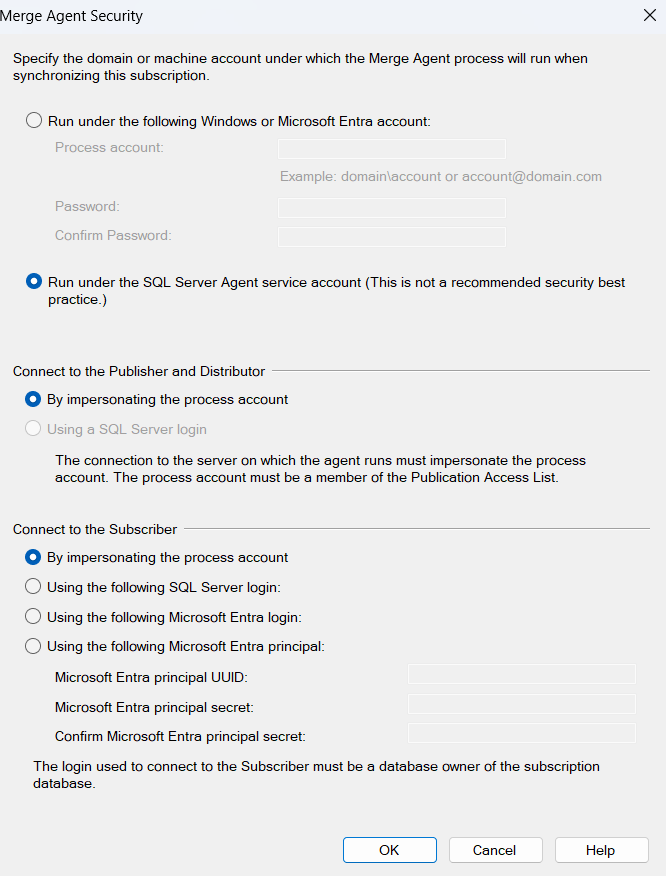 Merge Agent Security
Specify the domain or machine account under which the Merge Agent process will run when
synchronizing this subscription.
Run under the following Windows or Microsoft Entra account:
Process account:
Example: domain\account or account@domain.com
Password:
Confirm Password:
Run under the SQL Server Agent service account (This is not a recommended security best
practice.)
Connect to the Publisher and Distributor
By impersonating the process account
Using a SQL Server login
The connection to the server on which the agent runs must impersonate the process
account. The process account must be a member of the Publication Access List.
Connect to the Subscriber
By impersonating the process account
Using the following SQL Server login:
Using the following Microsoft Entra login:
Using the following Microsoft Entra principal:
Microsoft Entra principal UUID:
Microsoft Entra principal secret:
Confirm Microsoft Entra principal secret:
The login used to connect to the Subscriber must be a database owner of the subscription
database.
OK
Cancel
Help